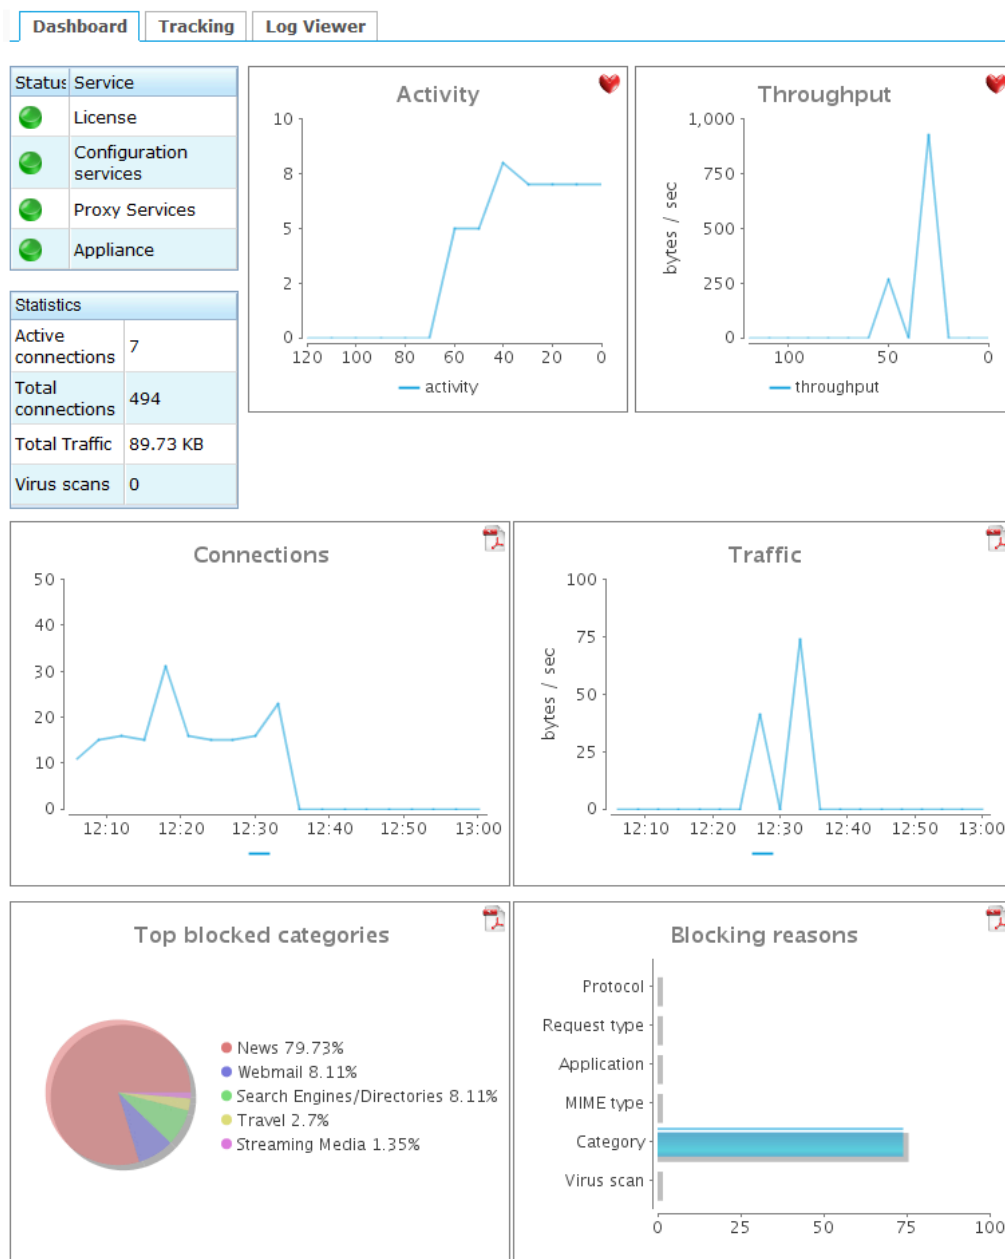 Dashboard Tracking Log Viewer
Status Service
License
Configuration
services
Proxy Services
Appliance
Statistics
Active
connections 7
Total
connections 494
Total Traffic 89.73 KB
Virus scans 0
Activity
10
8
5
2
0
120 100 80 60 40 20 0
activity
Throughput
bytes / sec
1,000
750
500
250
0
100 50 0
throughput
Connections
50
40
30
20
10
0
12:10 12:20 12:30 12:40 12:50 13:00
Traffic
bytes / sec
100
75
50
25
0
12:10 12:20 12:30 12:40 12:50 13:00
Top blocked categories
News 79.73%
Webmail 8.11%
Search Engines/Directories 8.11%
Travel 2.7%
Streaming Media 1.35%
Blocking reasons
Protocol
Request type
Application
MIME type
Category
Virus scan
0 25 50 75 100